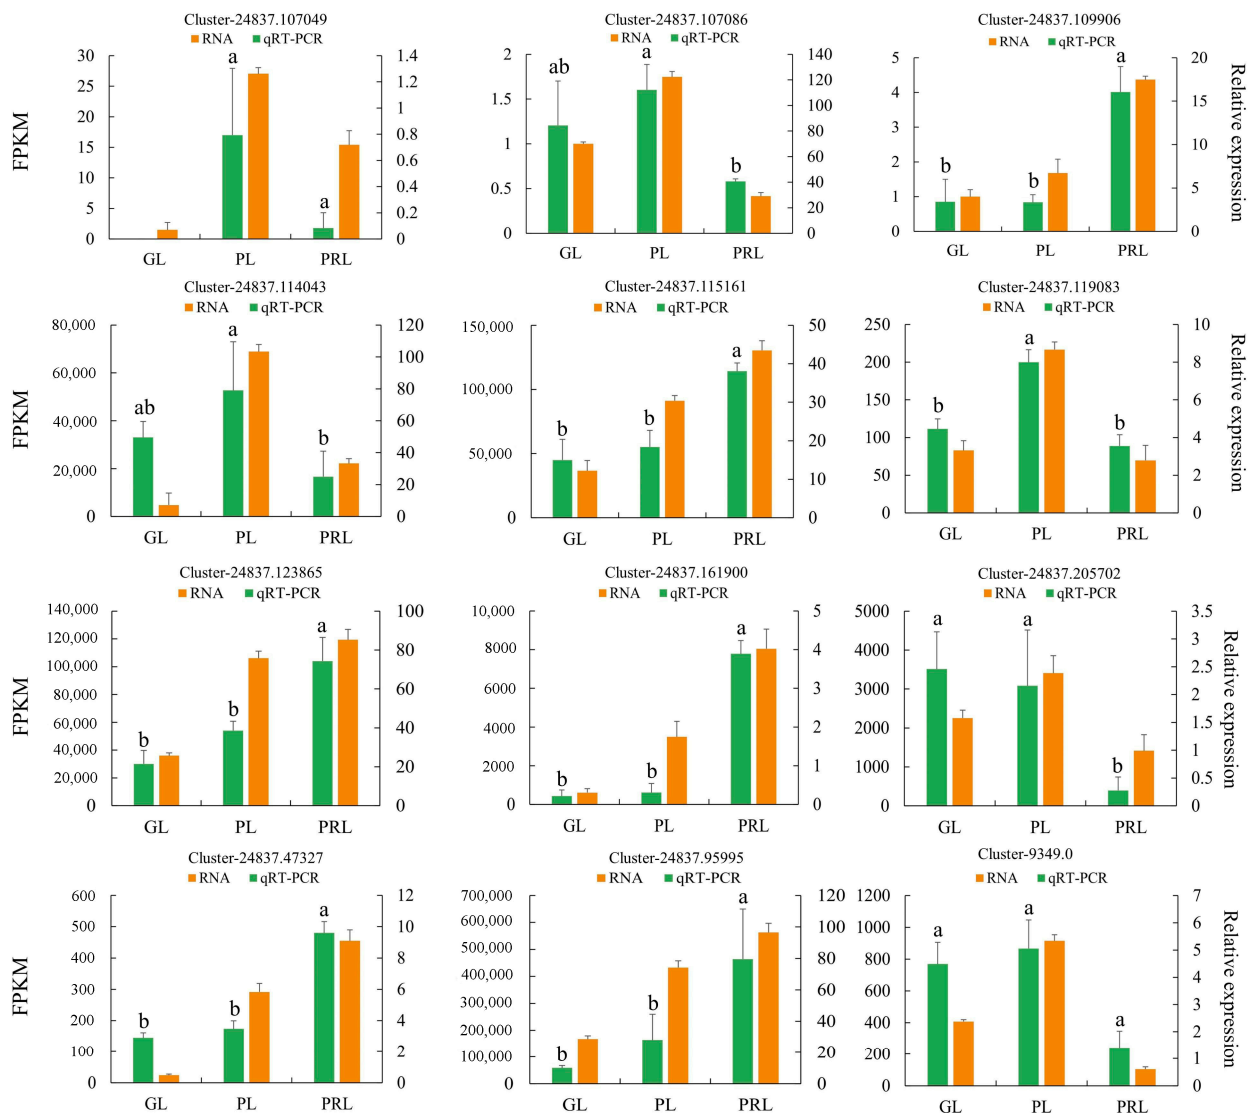 Cluster-24837.107049
RNA qRT-PCR
30
25
20
15
10
5
0
FPKM
a
a
1.4
1.2
1
0.8
0.6
0.4
0.2
0
GL PL PRL
Cluster-24837.107086
RNA qRT-PCR
2
1.5
1
0.5
0
ab
a
b
140
120
100
80
60
40
20
0
GL PL PRL
Cluster-24837.109906
qRT-PCR RNA
5
4
3
2
1
0
b
b
a
20
15
10
5
0
Relative expression
GL PL PRL
Cluster-24837.114043
RNA qRT-PCR
80,000
60,000
40,000
20,000
0
FPKM
ab
a
b
120
100
80
60
40
20
0
GL PL PRL
Cluster-24837.115161
RNA qRT-PCR
150,000
100,000
50,000
0
b
b
a
50
40
30
20
10
0
GL PL PRL
Cluster-24837.119083
qRT-PCR RNA
250
200
150
100
50
0
b
a
b
10
8
6
4
2
0
Relative expression
GL PL PRL
Cluster-24837.123865
RNA qRT-PCR
140,000
120,000
100,000
80,000
60,000
40,000
20,000
0
FPKM
b
b
a
100
80
60
40
20
0
GL PL PRL
Cluster-24837.161900
qRT-PCR RNA
10,000
8000
6000
4000
2000
0
b
b
a
5
4
3
2
1
0
GL PL PRL
Cluster-24837.205702
RNA qRT-PCR
5000
4000
3000
2000
1000
0
a
a
b
3.5
3
2.5
2
1.5
1
0.5
0
Relative expression
GL PL PRL
Cluster-24837.47327
RNA qRT-PCR
600
500
400
300
200
100
0
FPKM
b
b
a
12
10
8
6
4
2
0
GL PL PRL
Cluster-24837.95995
RNA qRT-PCR
700,000
600,000
500,000
400,000
300,000
200,000
100,000
0
b
b
a
120
100
80
60
40
20
0
GL PL PRL
Cluster-9349.0
RNA qRT-PCR
1200
1000
800
600
400
200
0
a
a
a
7
6
5
4
3
2
1
0
Relative expression
GL PL PRL